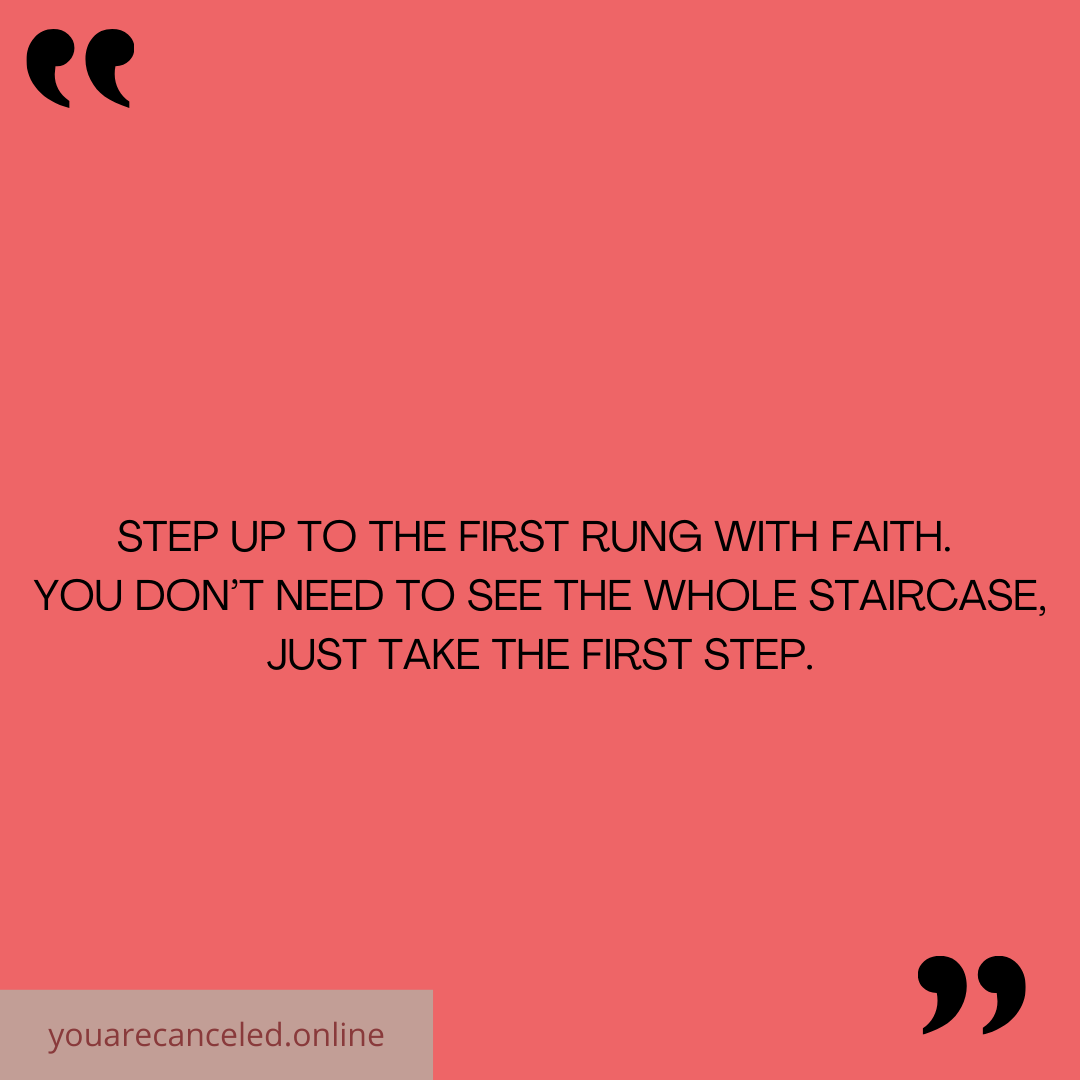 “
STEP UP TO THE FIRST RUNG WITH FAITH.
YOU DON’T NEED TO SEE THE WHOLE STAIRCASE,
JUST TAKE THE FIRST STEP.
”
youarecanceled.online